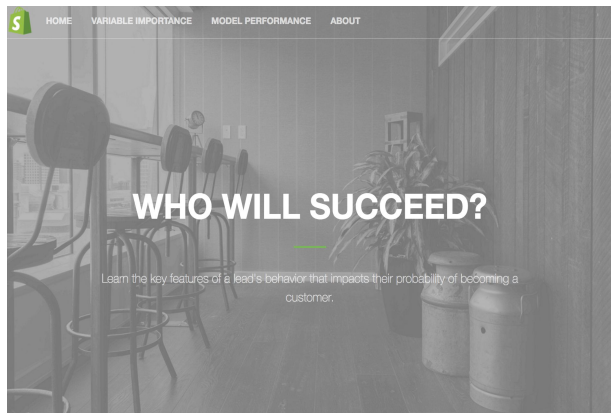 HOME VARIABLE IMPORTANCE MODEL PERFORMANCE ABOUT
WHO WILL SUCCEED?
Learn the key features of a lead's behavior that impacts their probability of becoming a
customer.